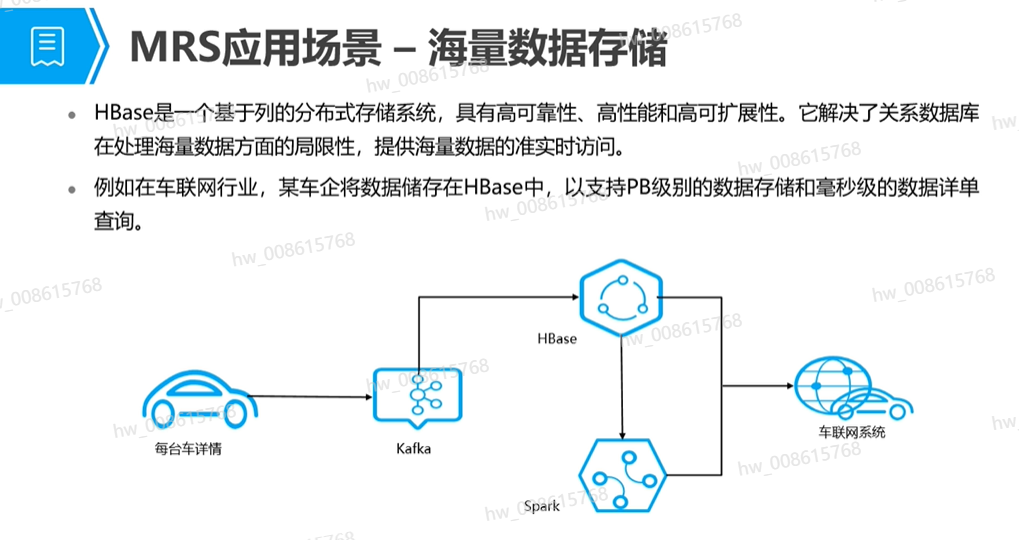 MRS应用场景 – 海量数据存储
HBase是一个基于列的分布式存储系统，具有高可靠性、高性能和高可扩展性。它解决了关系数据库
在处理海量数据方面的局限性，提供海量数据的准实时访问。
例如在车联网行业，某车企将数据储存在HBase中，以支持PB级别的数据存储和毫秒级的数据详单
查询。
HBase
每台车详情
Kafka
车联网系统
Spark
hw_008615768